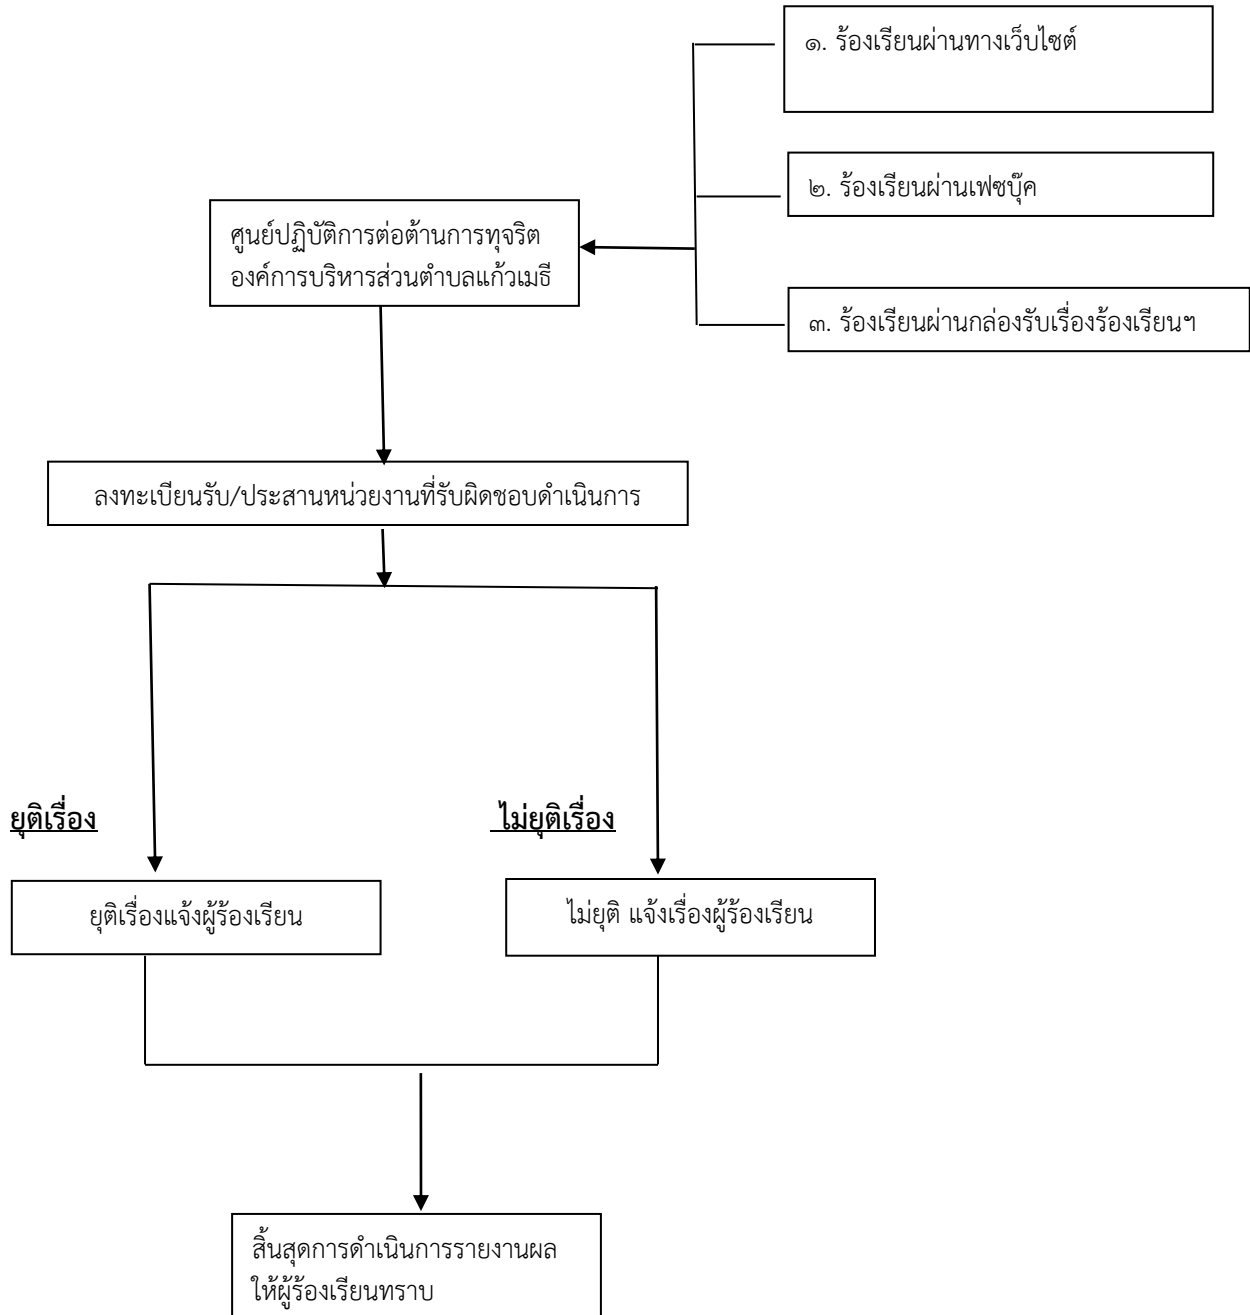 ๑. ร้องเรียนผ่านทางเว็บไซต์
๒. ร้องเรียนผ่านเฟซบุ๊ค
ศูนย์ปฏิบัติการต่อต้านการทุจริต
องค์การบริหารส่วนตำบลแก้วเมธี
๓. ร้องเรียนผ่านกล่องรับเรื่องร้องเรียนฯ
ลงทะเบียนรับ/ประสานหน่วยงานที่รับผิดชอบดำเนินการ
ยุติเรื่อง
ไม่ยุติเรื่อง
ยุติเรื่องแจ้งผู้ร้องเรียน
ไม่ยุติ แจ้งเรื่องผู้ร้องเรียน
สิ้นสุดการดำเนินการรายงานผล
ให้ผู้ร้องเรียนทราบ